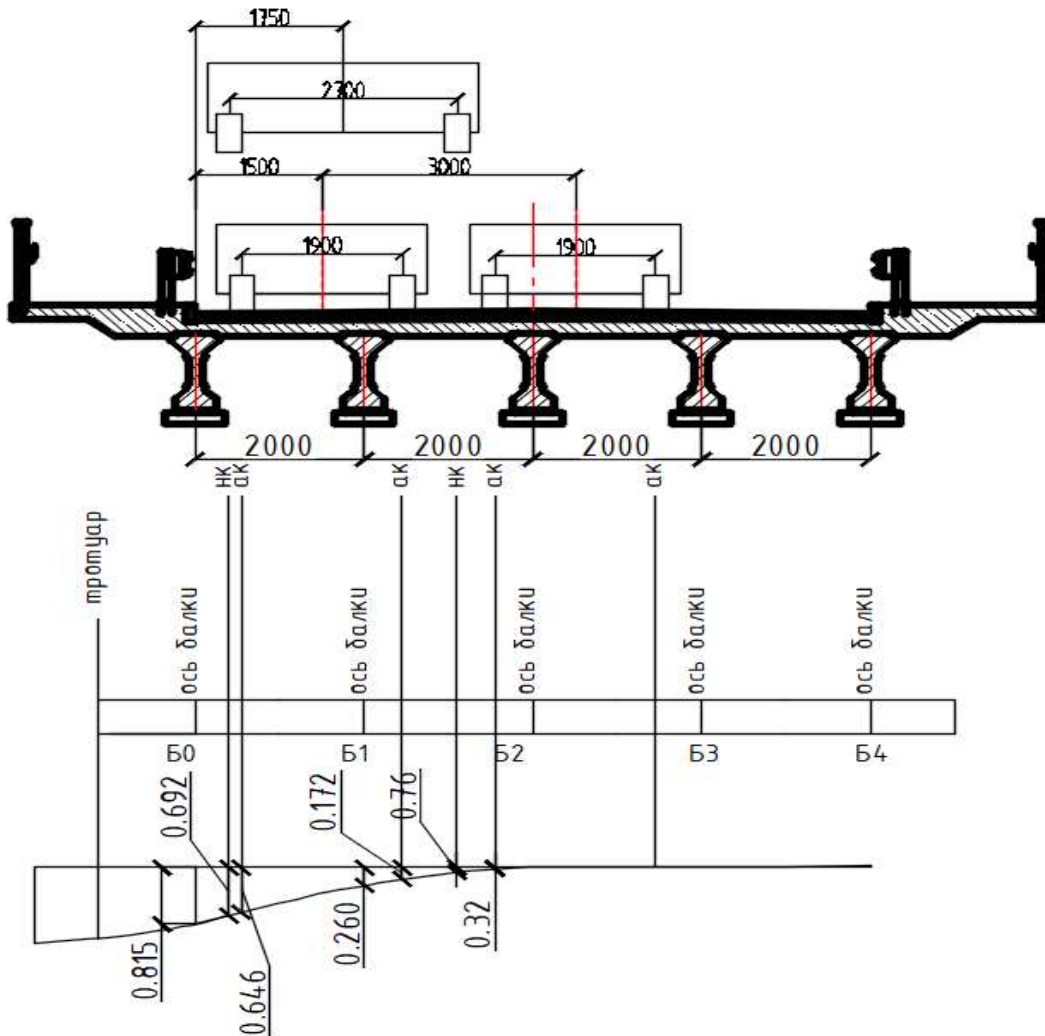 1750
2700
1500 3000
1900 1900
2000 2000 2000 2000
нк ак ак нк ак ак
тротуар ось балки ось балки ось балки ось балки ось балки
Б0 Б1 Б2 Б3 Б4
0.692 0.172 0.76
0.815 0.646 0.260 0.32